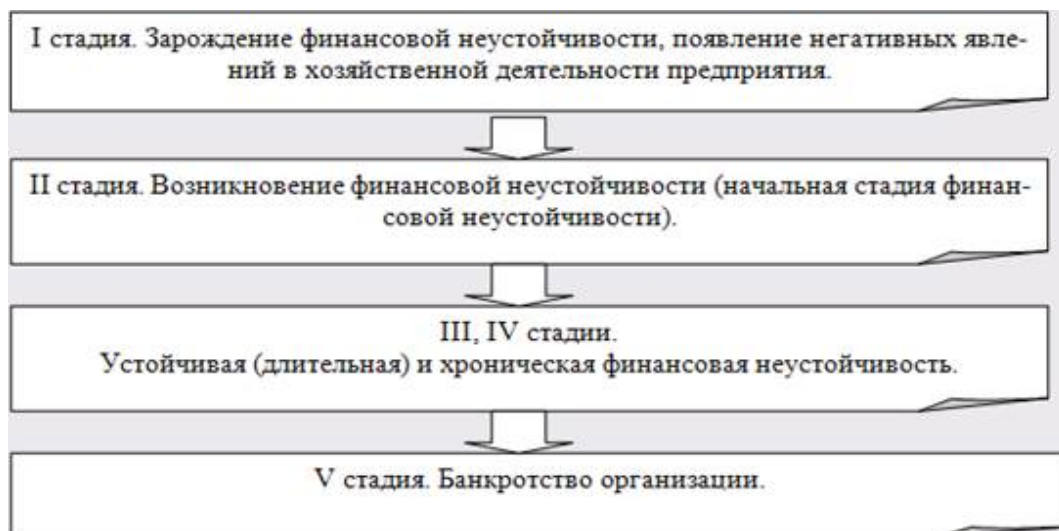 I стадия. Зарождение финансовой неустойчивости, появление негативных явле-
ний в хозяйственной деятельности предприятия.
II стадия. Возникновение финансовой неустойчивости (начальная стадия финан-
совой неустойчивости).
III, IV стадии.
Устойчивая (длительная) и хроническая финансовая неустойчивость.
V стадия. Банкротство организации.